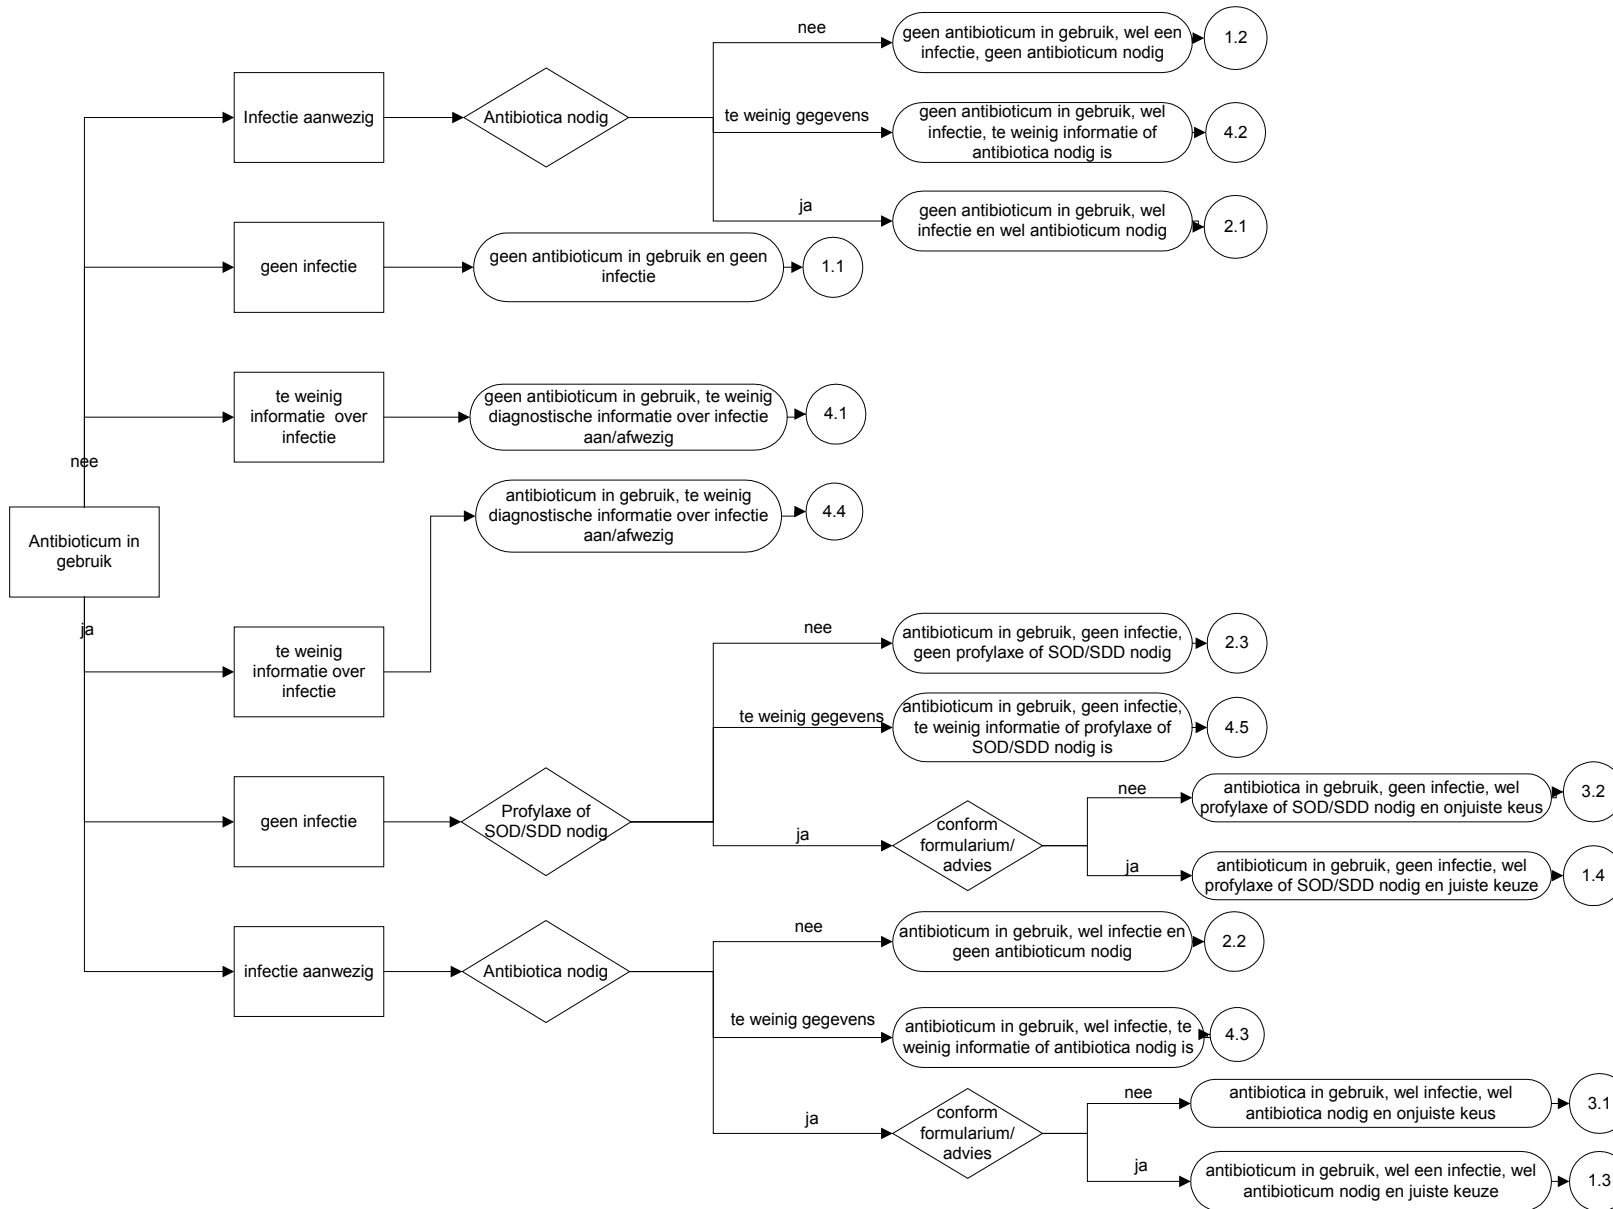 nee
geen antibioticum in gebruik, wel een
infectie, geen antibioticum nodig
1.2
Infectie aanwezig
Antibiotica nodig
te weinig gegevens
geen antibioticum in gebruik, wel
infectie, te weinig informatie of
antibiotica nodig is
4.2
ja
geen antibioticum in gebruik, wel
infectie en wel antibioticum nodig
2.1
geen infectie
geen antibioticum in gebruik en geen
infectie
1.1
te weinig
informatie over
infectie
geen antibioticum in gebruik, te weinig
diagnostische informatie over infectie
aan/afwezig
4.1
nee
antibioticum in gebruik, te weinig
diagnostische informatie over infectie
aan/afwezig
4.4
Antibioticum in
gebruik
ja
te weinig
informatie over
infectie
nee
antibioticum in gebruik, geen infectie,
geen profylaxe of SOD/SDD nodig
2.3
te weinig gegevens
antibioticum in gebruik, geen infectie,
te weinig informatie of profylaxe of
SOD/SDD nodig is
4.5
geen infectie
Profylaxe of
SOD/SDD nodig
ja
conform
formularium/
advies
nee
antibiotica in gebruik, geen infectie, wel
profylaxe of SOD/SDD nodig en onjuiste keus
3.2
ja
antibioticum in gebruik, geen infectie, wel
profylaxe of SOD/SDD nodig en juiste keuze
1.4
infectie aanwezig
Antibiotica nodig
nee
antibioticum in gebruik, wel infectie en
geen antibioticum nodig
2.2
te weinig gegevens
antibioticum in gebruik, wel infectie, te
weinig informatie of antibiotica nodig is
4.3
ja
conform
formularium/
advies
nee
antibiotica in gebruik, wel infectie, wel
antibiotica nodig en onjuiste keus
3.1
ja
antibioticum in gebruik, wel een infectie, wel
antibioticum nodig en juiste keuze
1.3